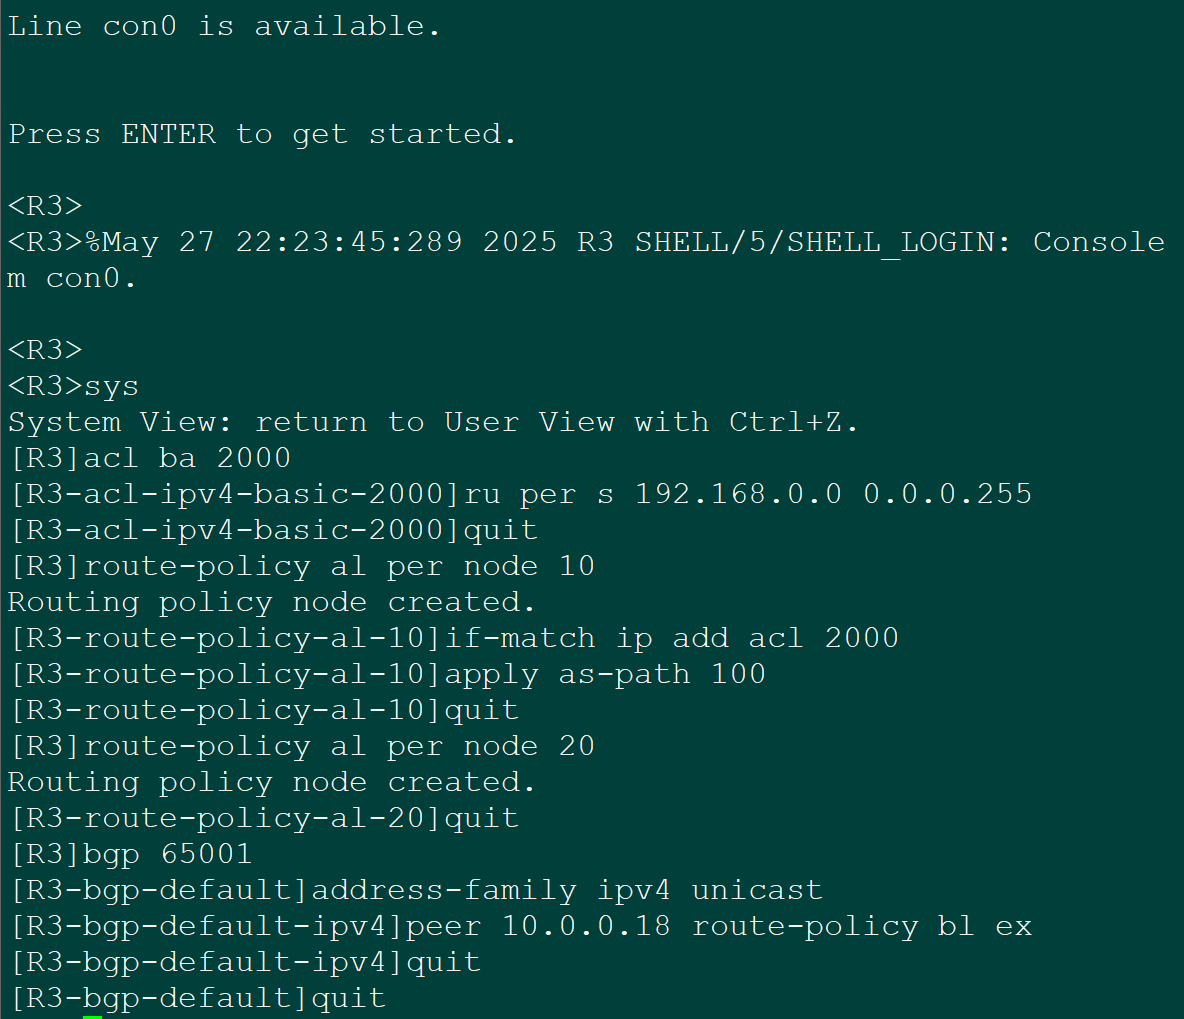 Line con0 is available.
Press ENTER to get started.
<R3>
<R3>%May 27 22:23:45:289 2025 R3 SHELL/5/SHELL_LOGIN: Console
m con0.
<R3>
<R3>sys
System View: return to User View with Ctrl+Z.
[R3]acl ba 2000
[R3-acl-ipv4-basic-2000]ru per s 192.168.0.0 0.0.0.255
[R3-acl-ipv4-basic-2000]quit
[R3]route-policy al per node 10
Routing policy node created.
[R3-route-policy-al-10]if-match ip add acl 2000
[R3-route-policy-al-10]apply as-path 100
[R3-route-policy-al-10]quit
[R3]route-policy al per node 20
Routing policy node created.
[R3-route-policy-al-20]quit
[R3]bgp 65001
[R3-bgp-default]address-family ipv4 unicast
[R3-bgp-default-ipv4]peer 10.0.0.18 route-policy bl ex
[R3-bgp-default-ipv4]quit
[R3-bgp-default]quit